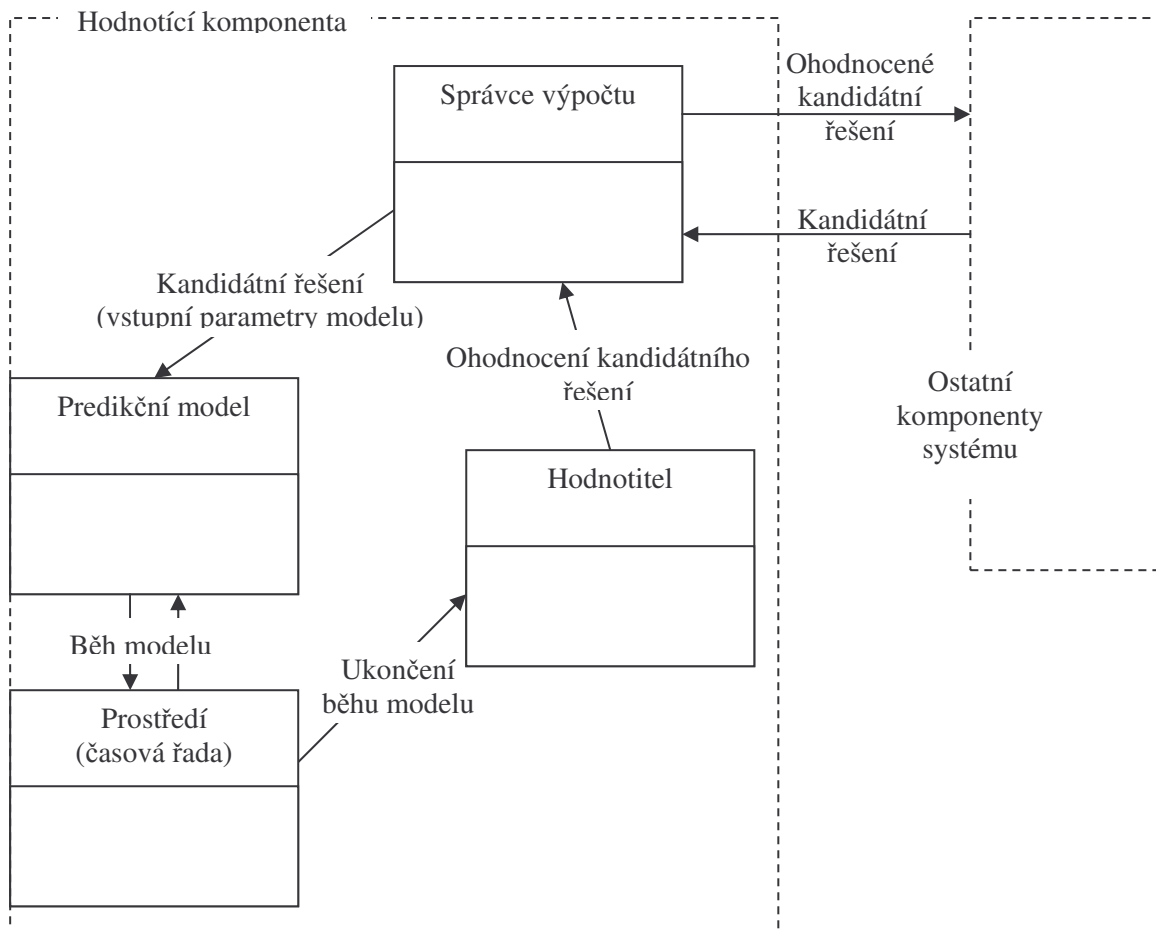 Hodnotící komponenta
Správce výpočtu
Ohodnocené
kandidátní
řešení
Kandidátní
řešení
Kandidátní řešení
(vstupní parametry modelu)
Ohodnocení kandidátního
řešení
Ostatní
komponenty
systému
Predikční model
Hodnotitel
Běh modelu
Ukončení
běhu modelu
Prostředí
(časová řada)